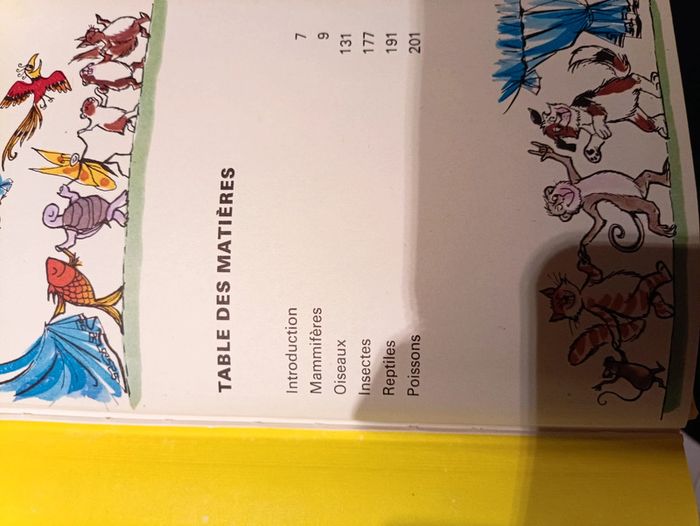 TABLE DES MATIÈRES
Introduction 7
Mammifères 9
Oiseaux 131
Insectes 177
Reptiles 191
Poissons 201